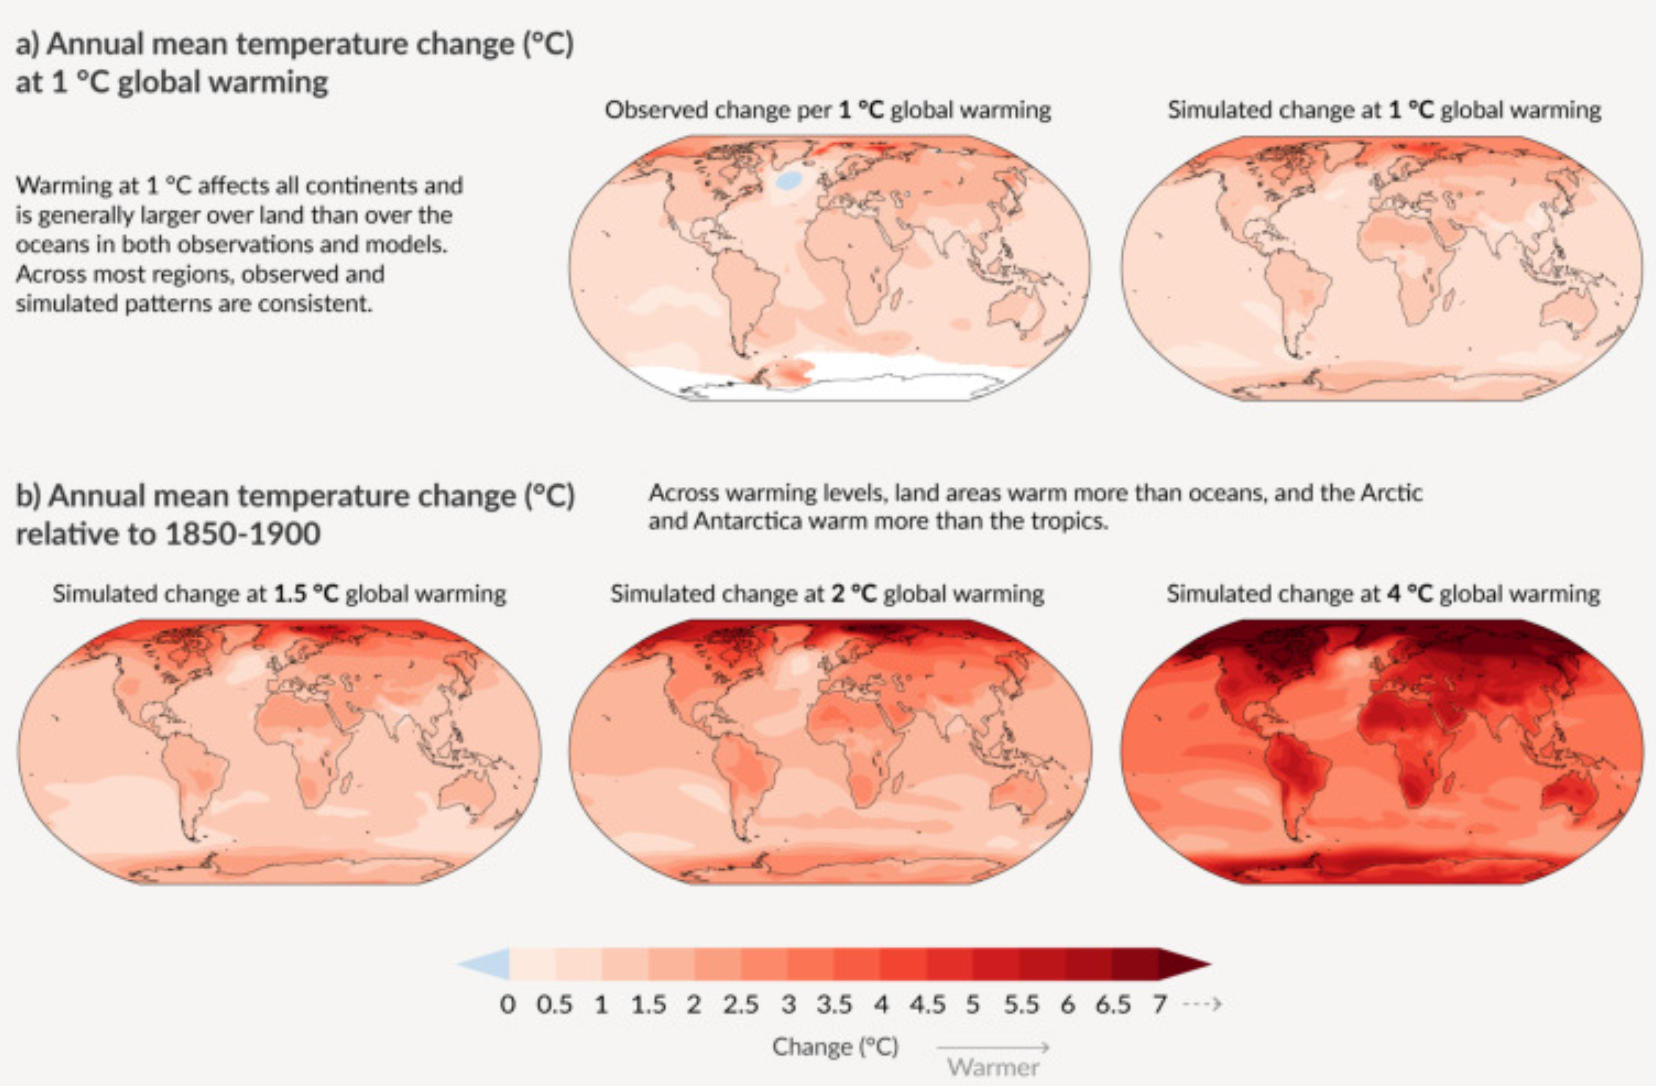 a) Annual mean temperature change (°C)
at 1 °C global warming
Observed change per 1 °C global warming
Simulated change at 1 °C global warming
Warming at 1 °C affects all continents and
is generally larger over land than over the
oceans in both observations and models.
Across most regions, observed and
simulated patterns are consistent.
b) Annual mean temperature change (°C)
relative to 1850-1900
Across warming levels, land areas warm more than oceans, and the Arctic
and Antarctica warm more than the tropics.
Simulated change at 1.5 °C global warming
Simulated change at 2 °C global warming
Simulated change at 4 °C global warming
0 0.5 1 1.5 2 2.5 3 3.5 4 4.5 5 5.5 6 6.5 7
Change (°C)
Warmer